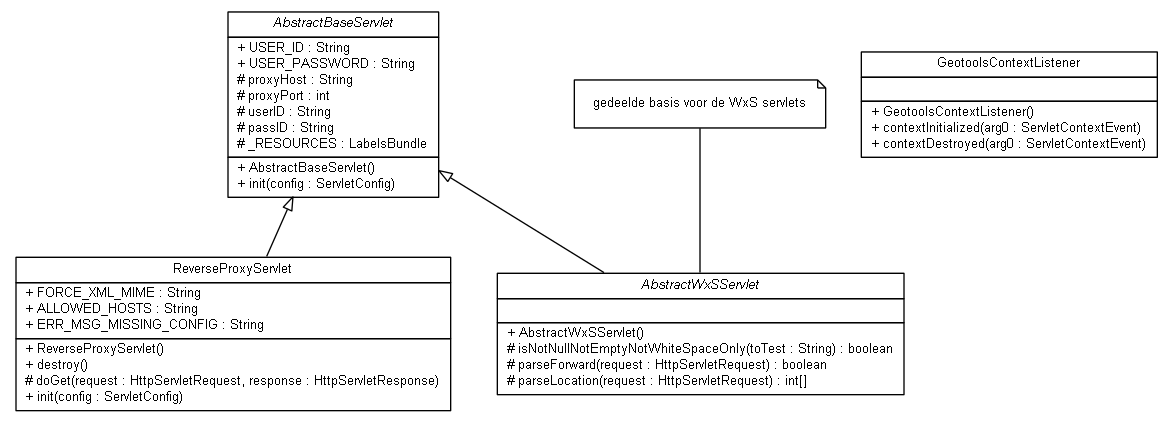 AbstractBaseServlet
+ USER_ID : String
+ USER_PASSWORD : String
# proxyHost : String
# proxyPort : int
# userID : String
# passID : String
# _RESOURCES : LabelsBundle
+ AbstractBaseServlet()
+ init(config : ServletConfig)
gedeelde basis voor de WxS servlets
GeotoolsContextListener
+ GeotoolsContextListener()
+ contextInitialized(arg0 : ServletContextEvent)
+ contextDestroyed(arg0 : ServletContextEvent)
ReverseProxyServlet
+ FORCE_XML_MIME : String
+ ALLOWED_HOSTS : String
+ ERR_MSG_MISSING_CONFIG : String
+ ReverseProxyServlet()
+ destroy()
# doGet(request : HttpServletRequest, response : HttpServletResponse)
+ init(config : ServletConfig)
AbstractWxSServlet
+ AbstractWxSServlet()
# isNotNullNotEmptyNotWhiteSpaceOnly(toTest : String) : boolean
# parseForward(request : HttpServletRequest) : boolean
# parseLocation(request : HttpServletRequest) : int[]